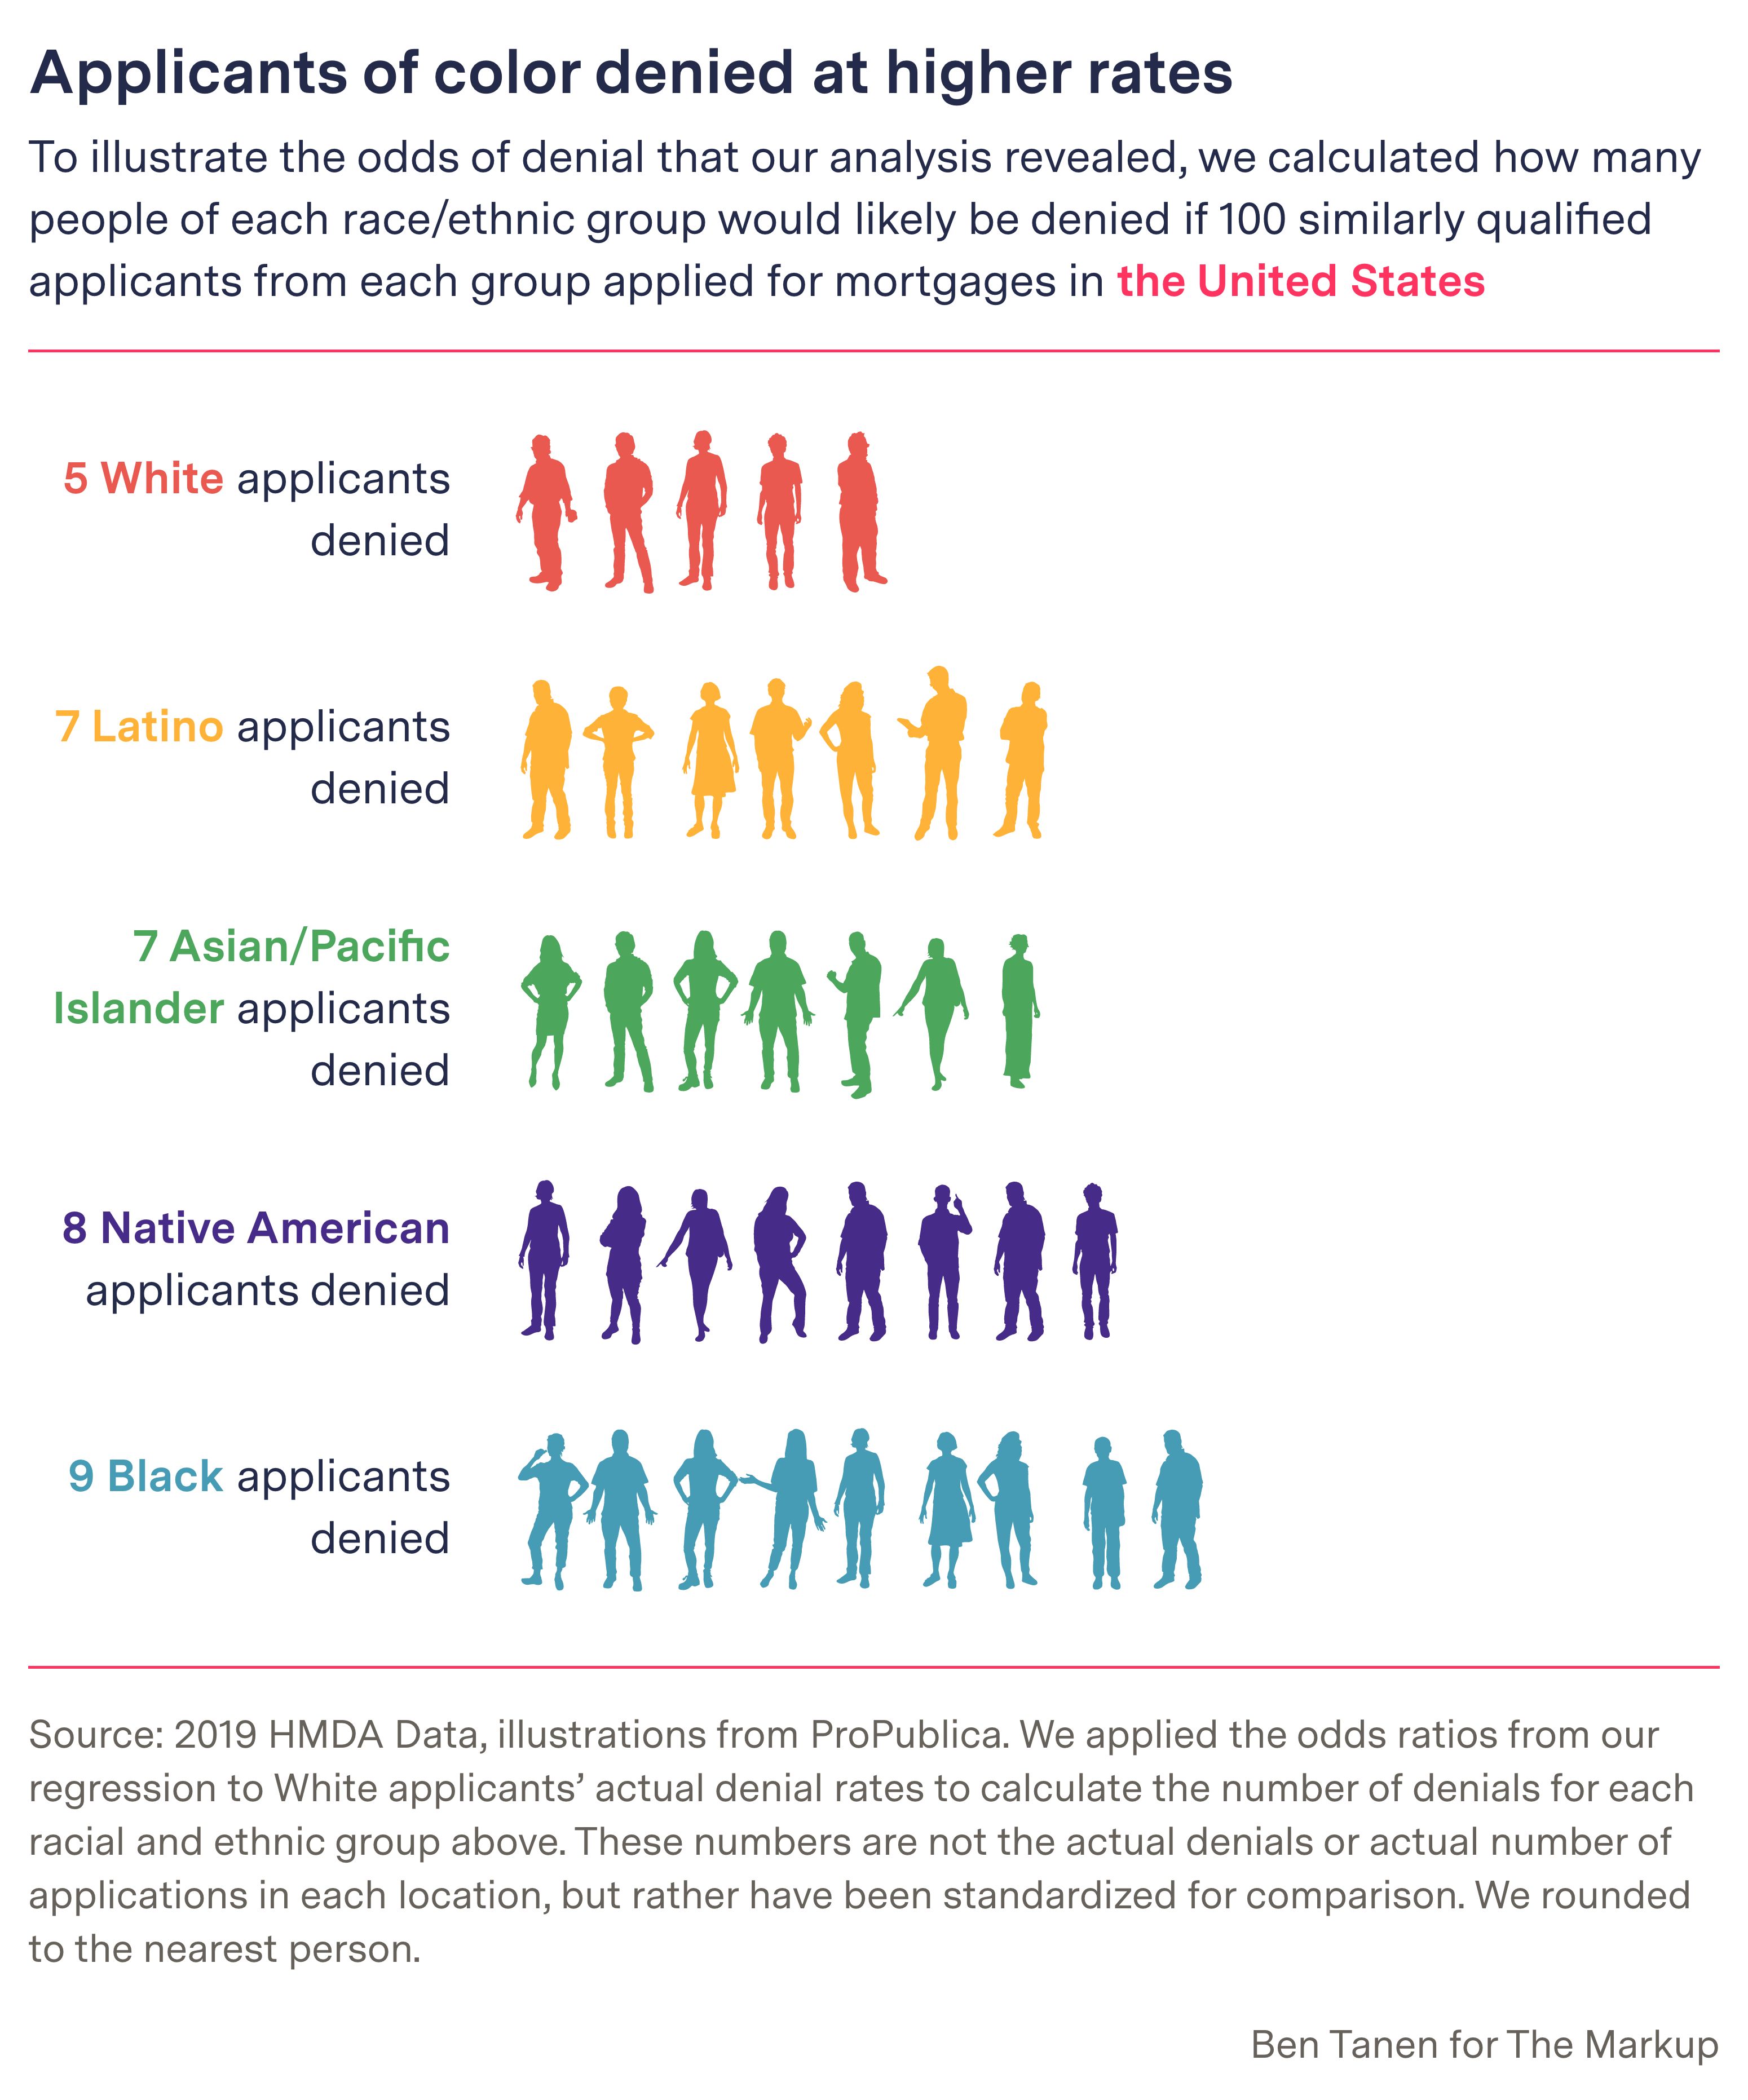 Applicants of color denied at higher rates
To illustrate the odds of denial that our analysis revealed, we calculated how many
people of each race/ethnic group would likely be denied if 100 similarly qualified
applicants from each group applied for mortgages in the United States
5 White applicants
denied
7 Latino applicants
denied
7 Asian/Pacific
Islander applicants
denied
8 Native American
applicants denied
9 Black applicants
denied
Source: 2019 HMDA Data, illustrations from ProPublica. We applied the odds ratios from our
regression to White applicants’ actual denial rates to calculate the number of denials for each
racial and ethnic group above. These numbers are not the actual denials or actual number of
applications in each location, but rather have been standardized for comparison. We rounded
to the nearest person.
Ben Tanen for The Markup